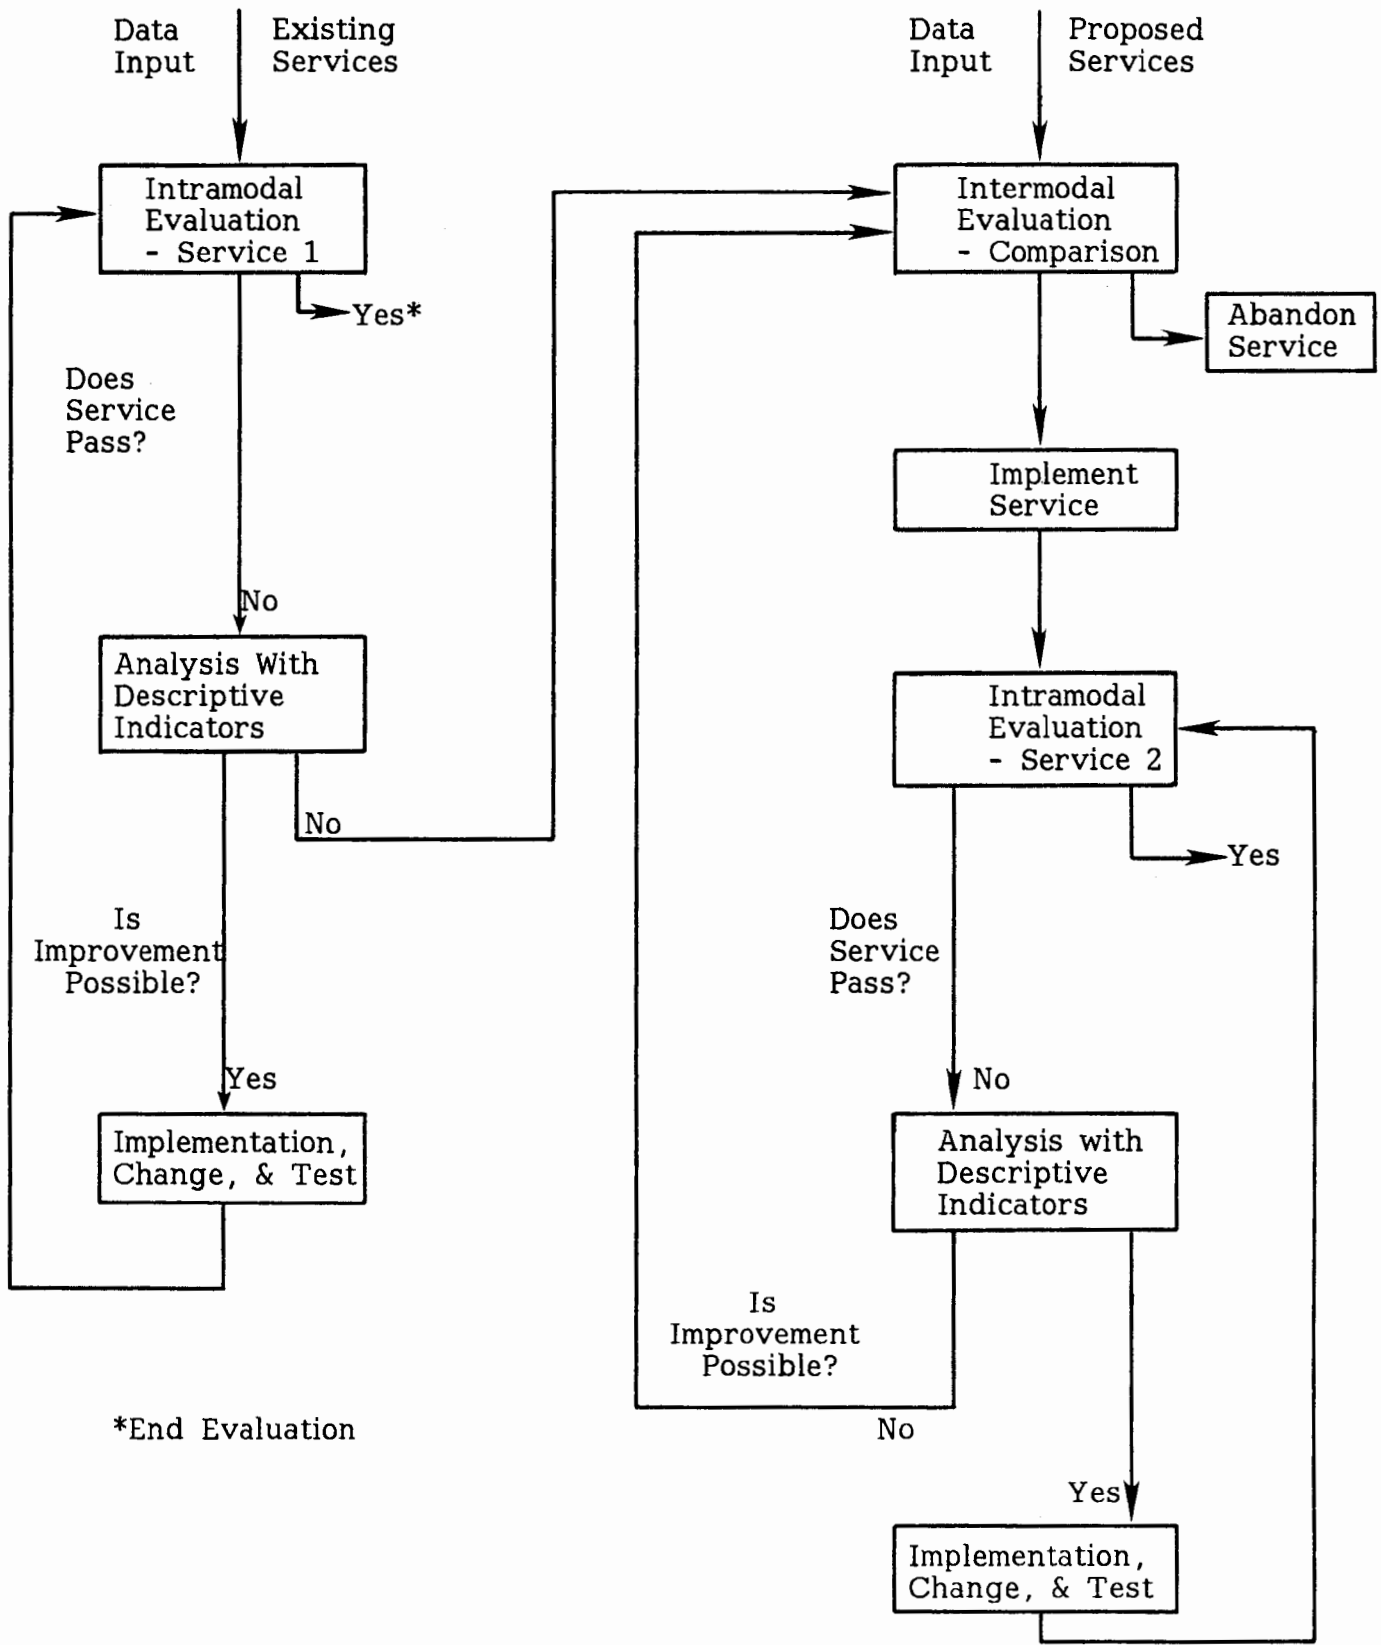 Data
Input
Existing
Services
Intramodal
Evaluation
- Service 1
Yes*
Does
Service
Pass?
No
Analysis With
Descriptive
Indicators
No
Is
Improvement
Possible?
Yes
Implementation,
Change, & Test
*End Evaluation
Data
Input
Proposed
Services
Intermodal
Evaluation
- Comparison
Abandon
Service
Implement
Service
Intramodal
Evaluation
- Service 2
Yes
Does
Service
Pass?
No
Analysis with
Descriptive
Indicators
Is
Improvement
Possible?
No
Yes
Implementation,
Change, & Test